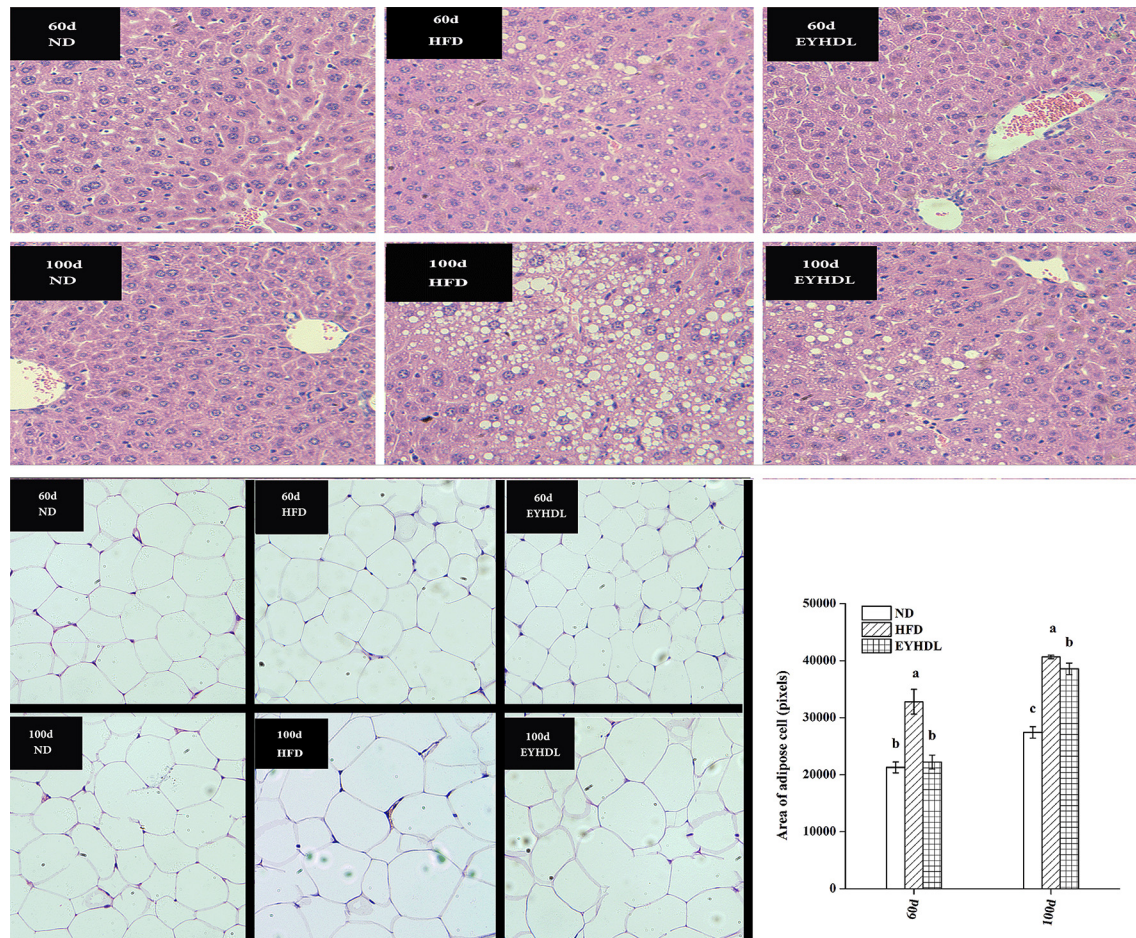 60d
ND
60d
HFD
60d
EYHDL
100d
ND
100d
HFD
100d
EYHDL
60d
ND
60d
HFD
60d
EYHDL
100d
ND
100d
HFD
100d
EYHDL
Area of adipose cell (pixels)
50000
40000
30000
20000
10000
0
ND
HFD
EYHDL
b
a
b
c
a
b
60d
100d